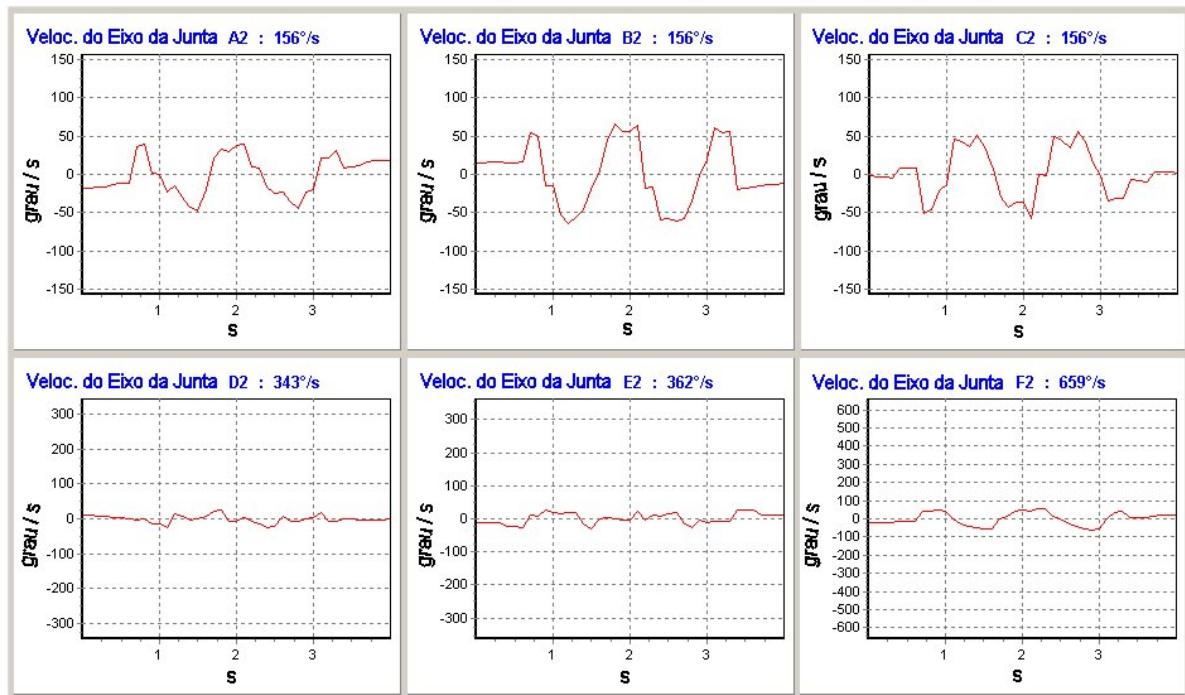 Veloc. do Eixo da Junta A2 : 156°/s
150
100
50
0
-50
-100
-150
grau / s
1 2 3
s
Veloc. do Eixo da Junta B2 : 156°/s
150
100
50
0
-50
-100
-150
grau / s
1 2 3
s
Veloc. do Eixo da Junta C2 : 156°/s
150
100
50
0
-50
-100
-150
grau / s
1 2 3
s
Veloc. do Eixo da Junta D2 : 343°/s
300
200
100
0
-100
-200
-300
grau / s
1 2 3
s
Veloc. do Eixo da Junta E2 : 362°/s
300
200
100
0
-100
-200
-300
grau / s
1 2 3
s
Veloc. do Eixo da Junta F2 : 659°/s
600
500
400
300
200
100
0
-100
-200
-300
-400
-500
-600
grau / s
1 2 3
s